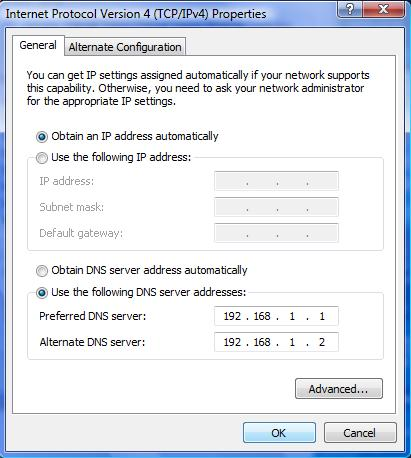 Internet Protocol Version 4 (TCP/IPv4) Properties
General
Alternate Configuration
You can get IP settings assigned automatically if your network supports
this capability. Otherwise, you need to ask your network administrator
for the appropriate IP settings.
Obtain an IP address automatically
Use the following IP address:
IP address: . . .
Subnet mask: . . .
Default gateway: . . .
Obtain DNS server address automatically
Use the following DNS server addresses:
Preferred DNS server: 192 . 168 . 1 . 1
Alternate DNS server: 192 . 168 . 1 . 2
Advanced...
OK
Cancel